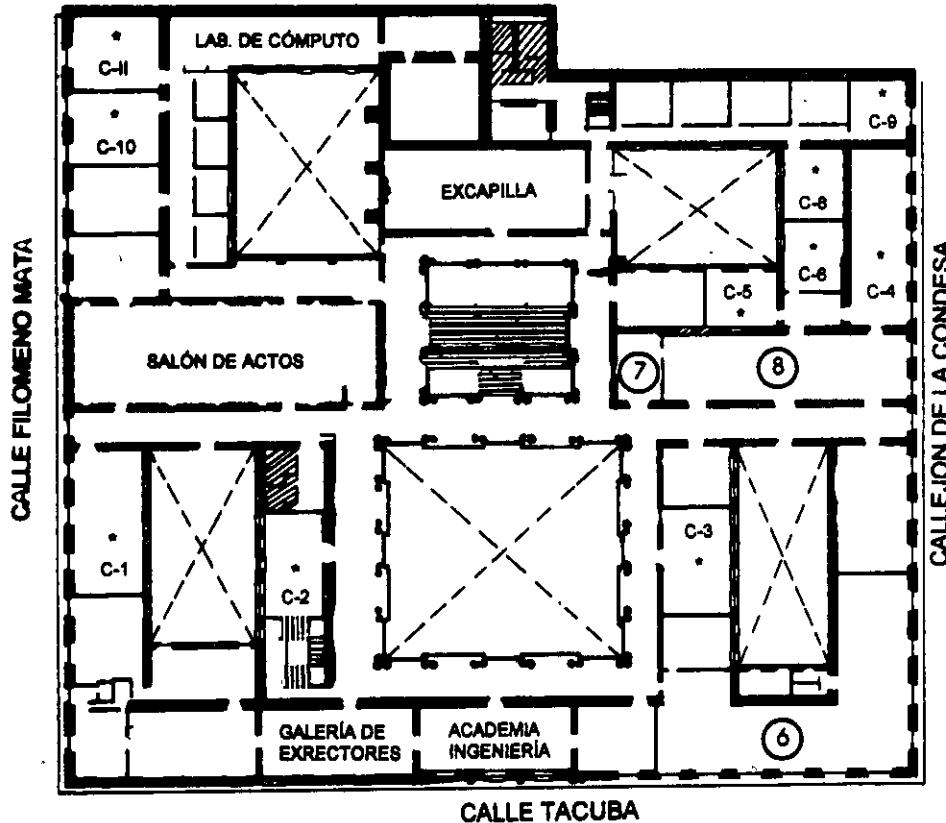 LAB. DE CÓMPUTO
*
C-II
*
C-10
*
C-9
EXCAPILLA
*
C-8
*
C-6
*
C-4
C-5
*
CALLE FILOMENO MATA
SALÓN DE ACTOS
7
8
CALLEJON DE LA CONDESA
*
C-1
*
C-2
C-3
*
GALERÍA DE
EXRECTORES
ACADEMIA
INGENIERÍA
6
CALLE TACUBA